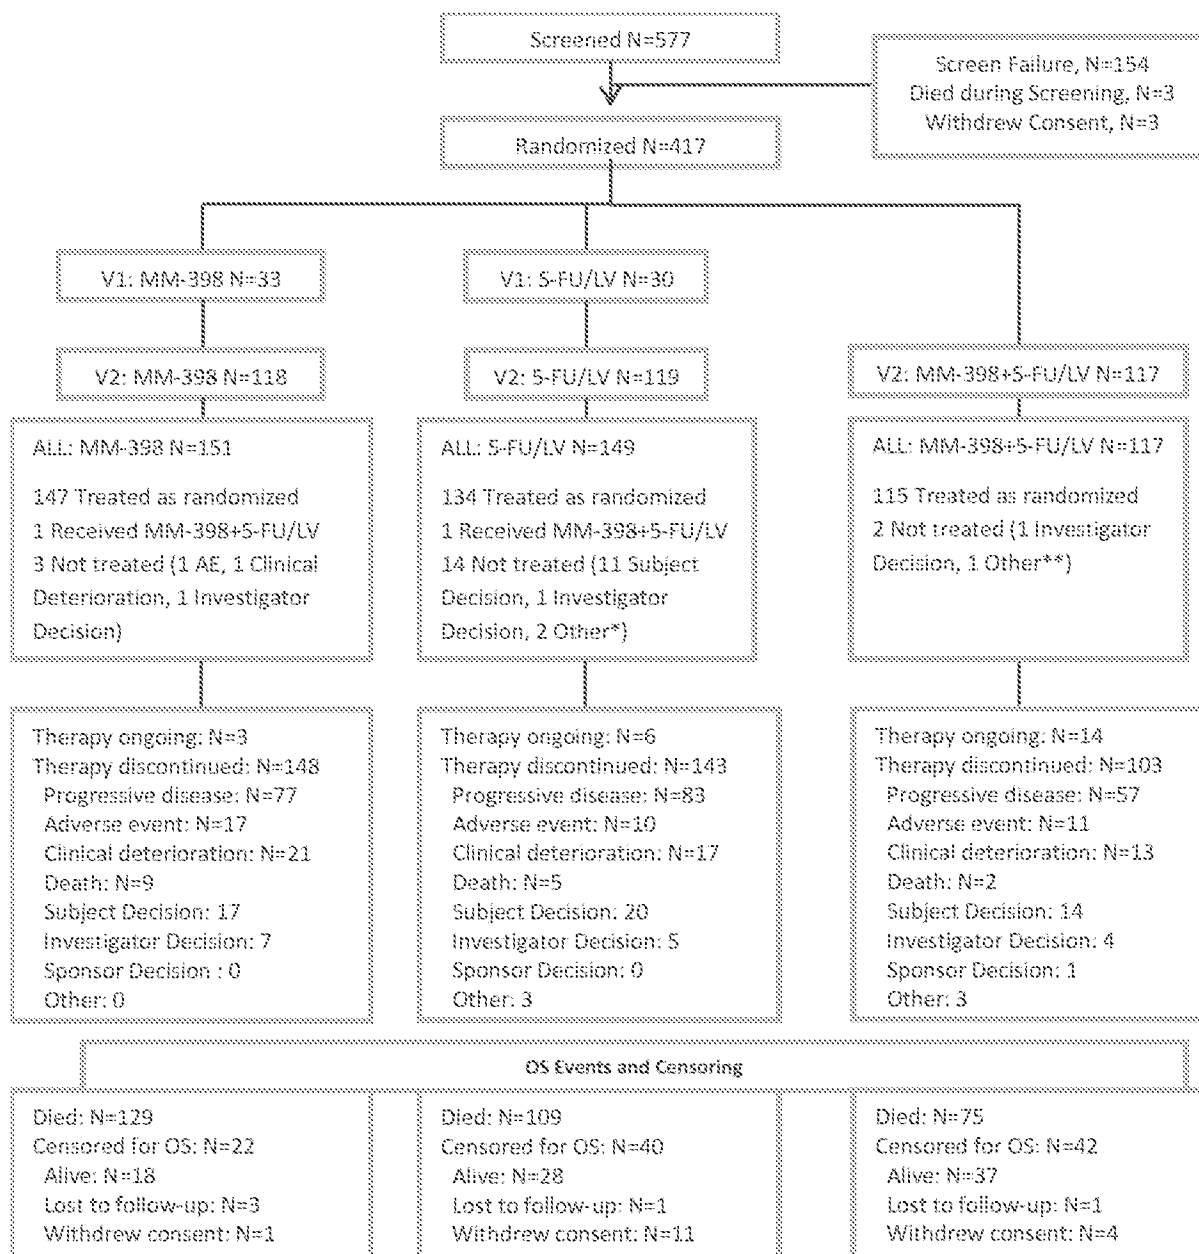 Screened N=577
Screen Failure, N=154
Died during Screening, N=3
Withdrew Consent, N=3
Randomized N=417
V1: MM-398 N=33
V1: 5-FU/LV N=30
V2: MM-398 N=118
V2: 5-FU/LV N=119
V2: MM-398+5-FU/LV N=117
ALL: MM-398 N=151
147 Treated as randomized
1 Received MM-398+5-FU/LV
3 Not treated (1 AE, 1 Clinical
Deterioration, 1 Investigator
Decision)
ALL: 5-FU/LV N=149
134 Treated as randomized
1 Received MM-398+5-FU/LV
14 Not treated (11 Subject
Decision, 1 Investigator
Decision, 2 Other*)
ALL: MM-398+5-FU/LV N=117
115 Treated as randomized
2 Not treated (1 Investigator
Decision, 1 Other**)
Therapy ongoing: N=3
Therapy discontinued: N=148
Progressive disease: N=77
Adverse event: N=17
Clinical deterioration: N=21
Death: N=9
Subject Decision: 17
Investigator Decision: 7
Sponsor Decision : 0
Other: 0
Therapy ongoing: N=6
Therapy discontinued: N=143
Progressive disease: N=83
Adverse event: N=10
Clinical deterioration: N=17
Death: N=5
Subject Decision: 20
Investigator Decision: 5
Sponsor Decision: 0
Other: 3
Therapy ongoing: N=14
Therapy discontinued: N=103
Progressive disease: N=57
Adverse event: N=11
Clinical deterioration: N=13
Death: N=2
Subject Decision: 14
Investigator Decision: 4
Sponsor Decision: 1
Other: 3
OS Events and Censoring
Died: N=129
Censored for OS: N=22
Alive: N=18
Lost to follow-up: N=3
Withdrew consent: N=1
Died: N=109
Censored for OS: N=40
Alive: N=28
Lost to follow-up: N=1
Withdrew consent: N=11
Died: N=75
Censored for OS: N=42
Alive: N=37
Lost to follow-up: N=1
Withdrew consent: N=4